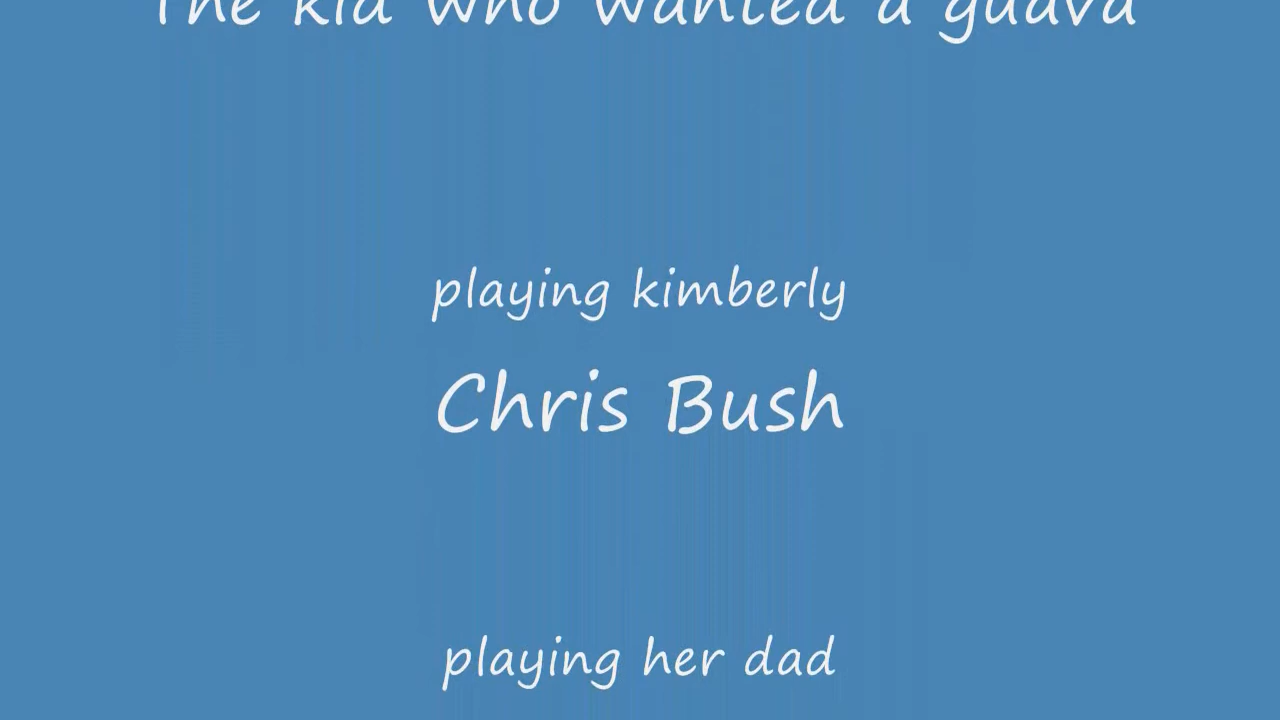 The kid who wanted a guava
playing kimberly
Chris Bush
playing her dad